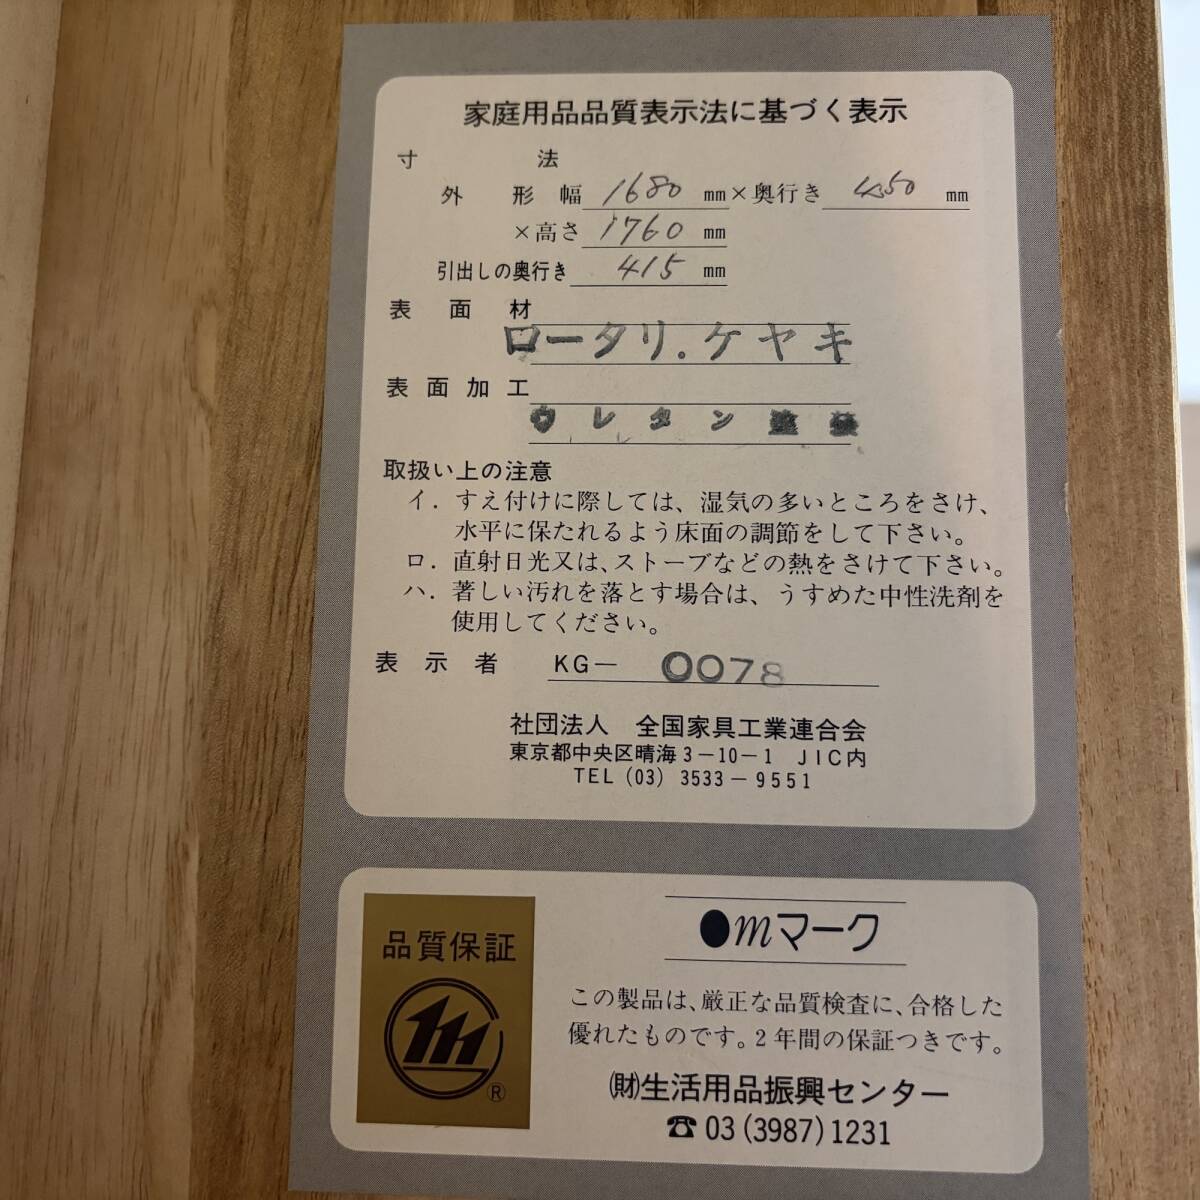 家庭用品品質表示法に基づく表示
寸法
外形幅 1680 mm×奥行き 450 mm
×高さ 1760 mm
引出しの奥行き 415 mm
表面材
ロータリ.ケヤキ
表面加工
ウレタン塗装
取扱い上の注意
イ. すえ付けに際しては、湿気の多いところをさけ、
水平に保たれるよう床面の調節をして下さい。
ロ. 直射日光又は、ストーブなどの熱をさけて下さい。
ハ. 著しい汚れを落とす場合は、うすめた中性洗剤を
使用してください。
表示者 KG— 0078
社団法人 全国家具工業連合会
東京都中央区晴海3－10－1 JIC内
TEL (03) 3533－9551
品質保証
m
®
●mマーク
この製品は、厳正な品質検査に、合格した
優れたものです。2年間の保証つきです。
㈶生活用品振興センター
☎ 03 (3987) 1231